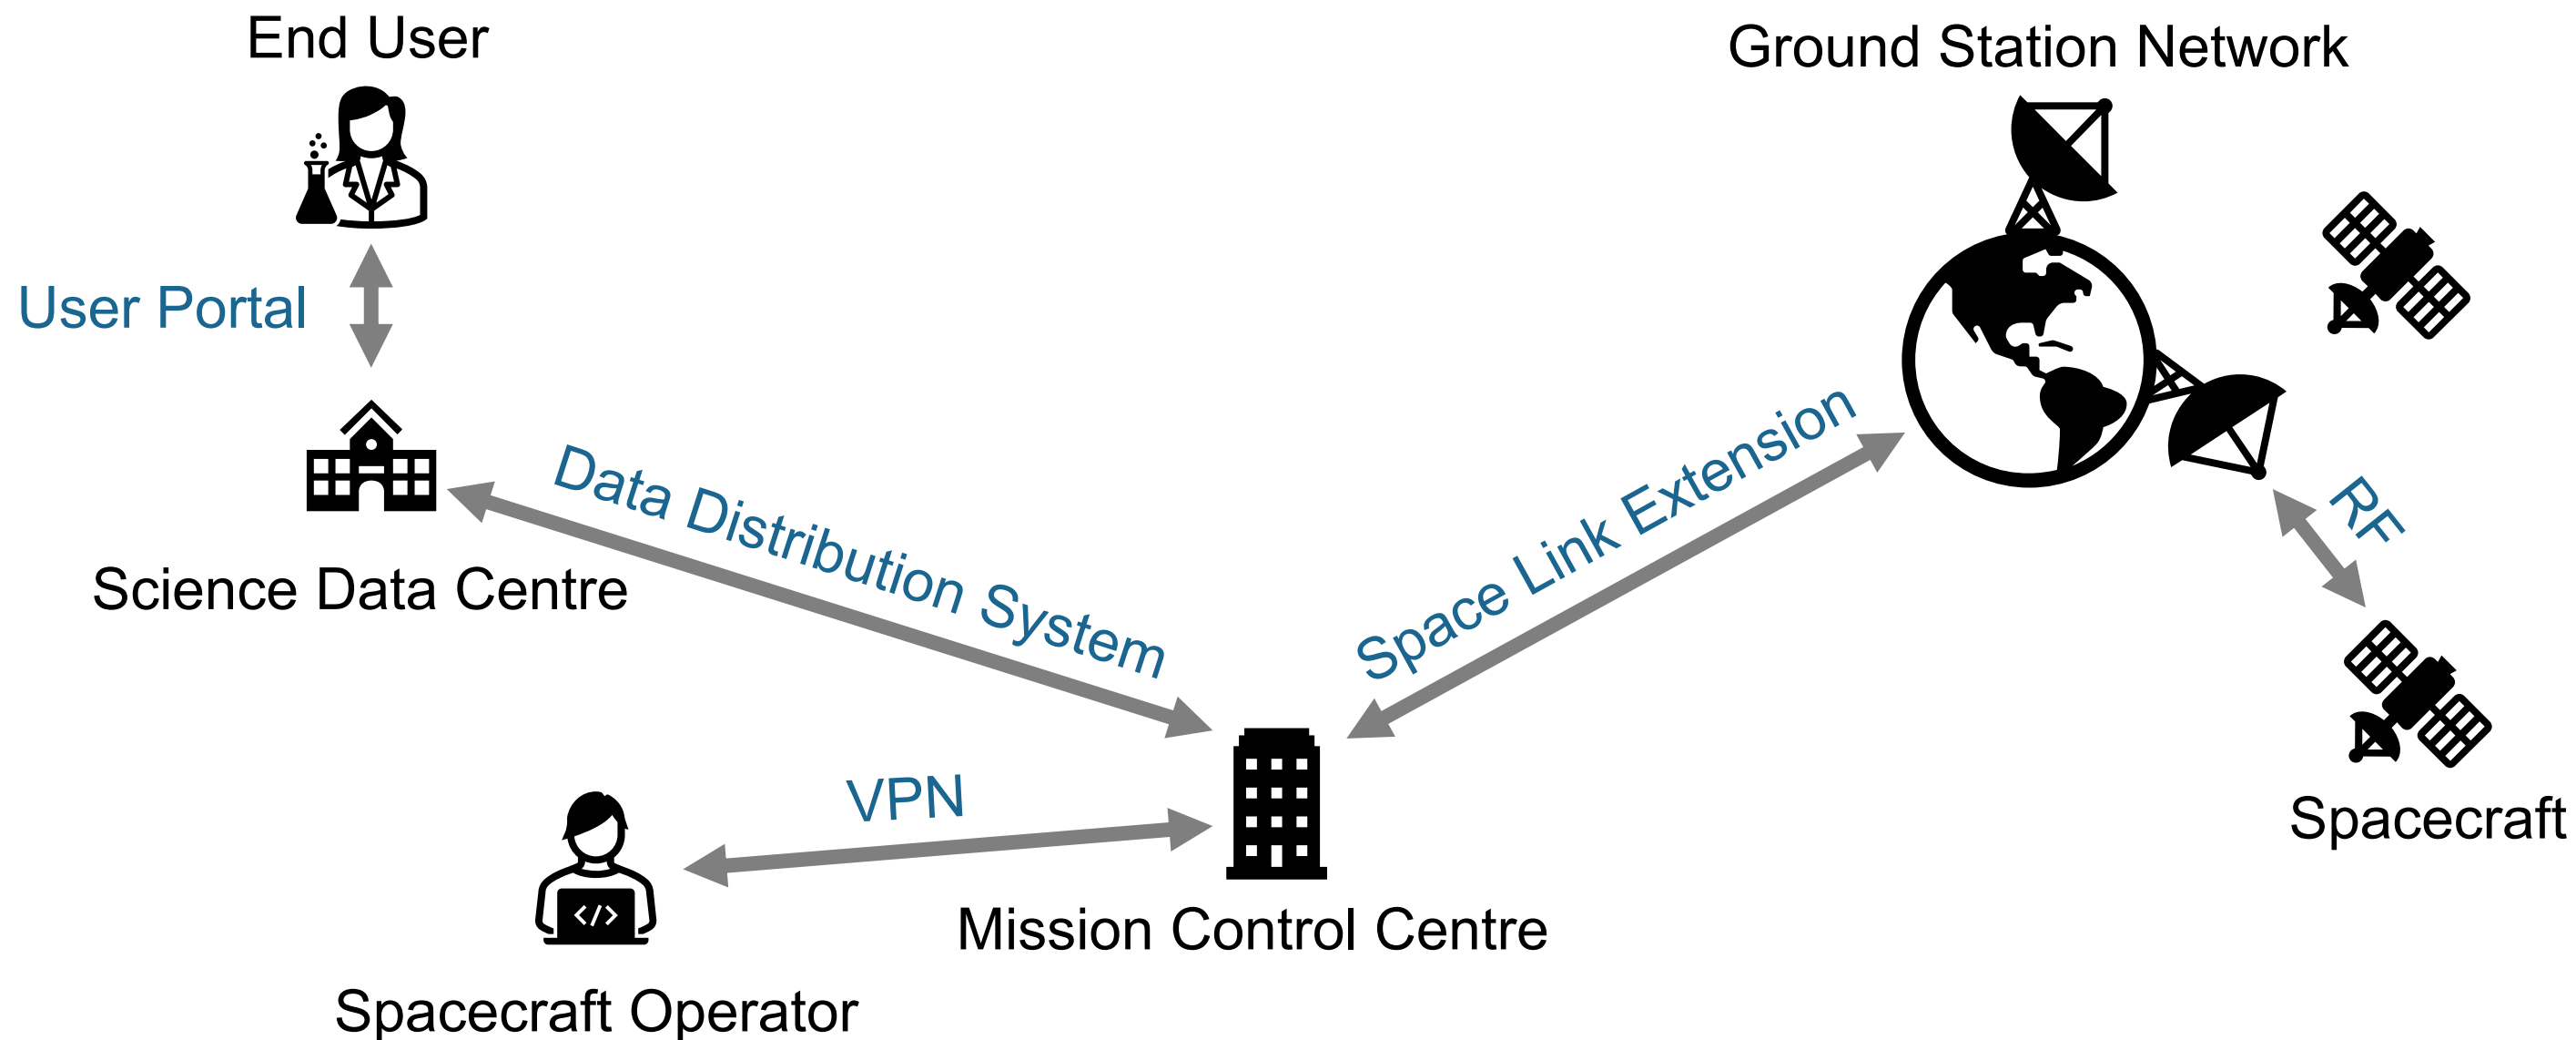 End User
Ground Station Network
User Portal
Data Distribution System
Space Link Extension
RF
Science Data Centre
VPN
Spacecraft
</>
Mission Control Centre
Spacecraft Operator